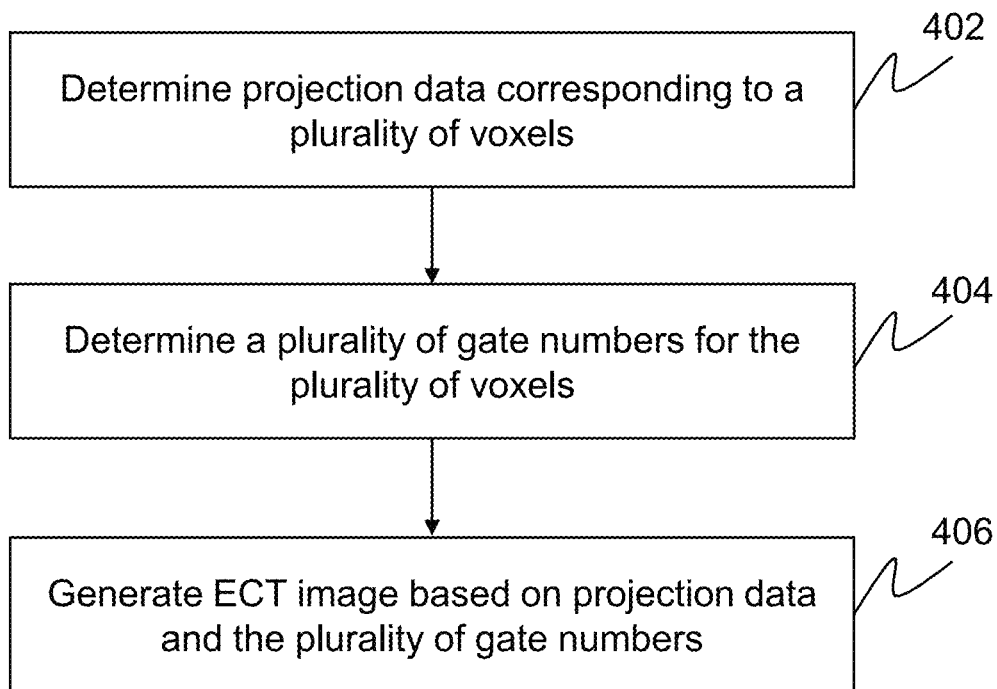 402
Determine projection data corresponding to a
plurality of voxels
404
Determine a plurality of gate numbers for the
plurality of voxels
406
Generate ECT image based on projection data
and the plurality of gate numbers